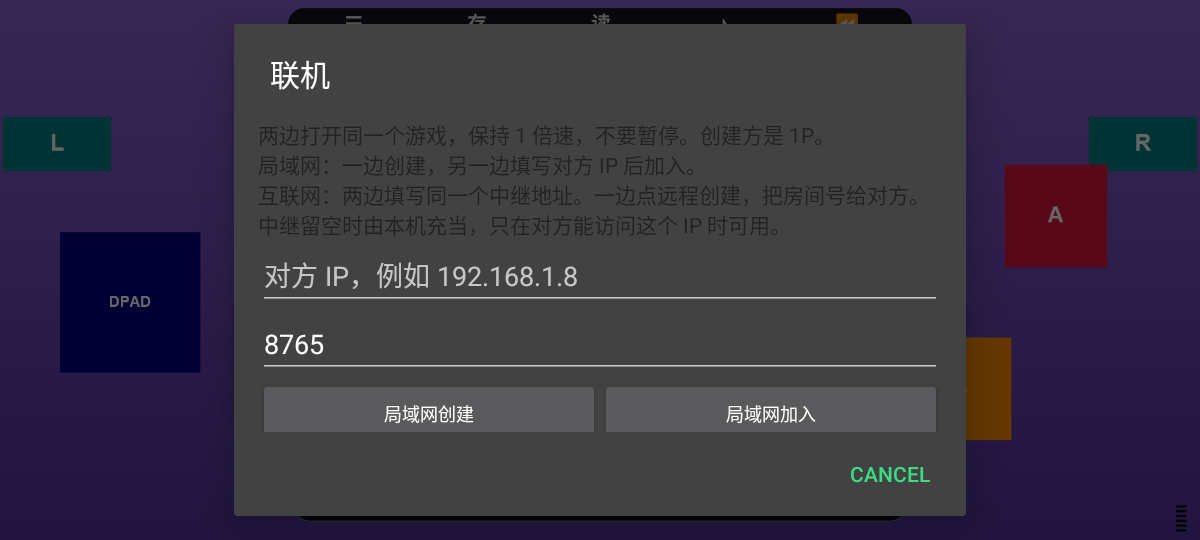 三 存 读
联机
L
R
两边打开同一个游戏，保持 1 倍速，不要暂停。创建方是 1P。
局域网：一边创建，另一边填写对方 IP 后加入。
互联网：两边填写同一个中继地址。一边点远程创建，把房间号给对方。
中继留空时由本机充当，只在对方能访问这个 IP 时可用。
A
对方 IP，例如 192.168.1.8
DPAD
8765
局域网创建 局域网加入
CANCEL